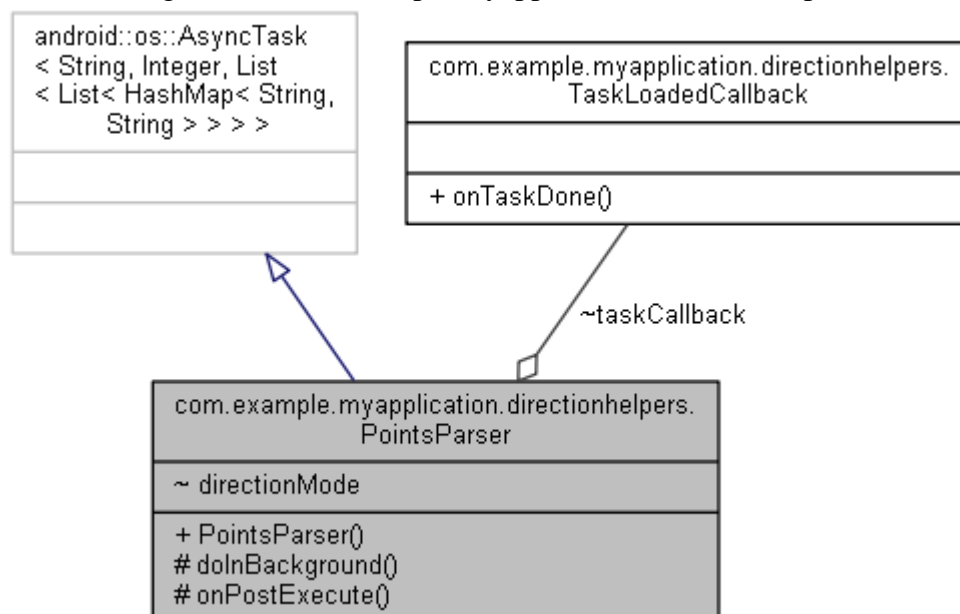 android::os::AsyncTask
< String, Integer, List
< List< HashMap< String,
String > > > >
com.example.myapplication.directionhelpers.
TaskLoadedCallback
+ onTaskDone()
~taskCallback
com.example.myapplication.directionhelpers.
PointsParser
~ directionMode
+ PointsParser()
# doInBackground()
# onPostExecute()